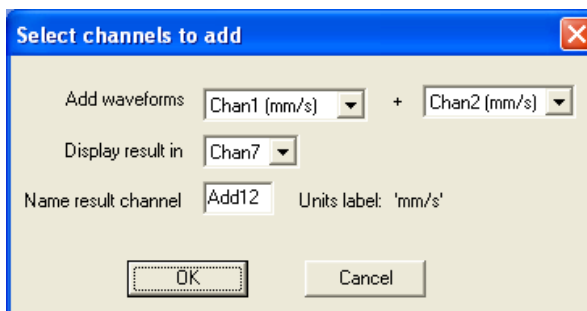 Select channels to add
Add waveforms Chan1 (mm/s) + Chan2 (mm/s)
Display result in Chan7
Name result channel Add12 Units label: 'mm/s'
OK Cancel